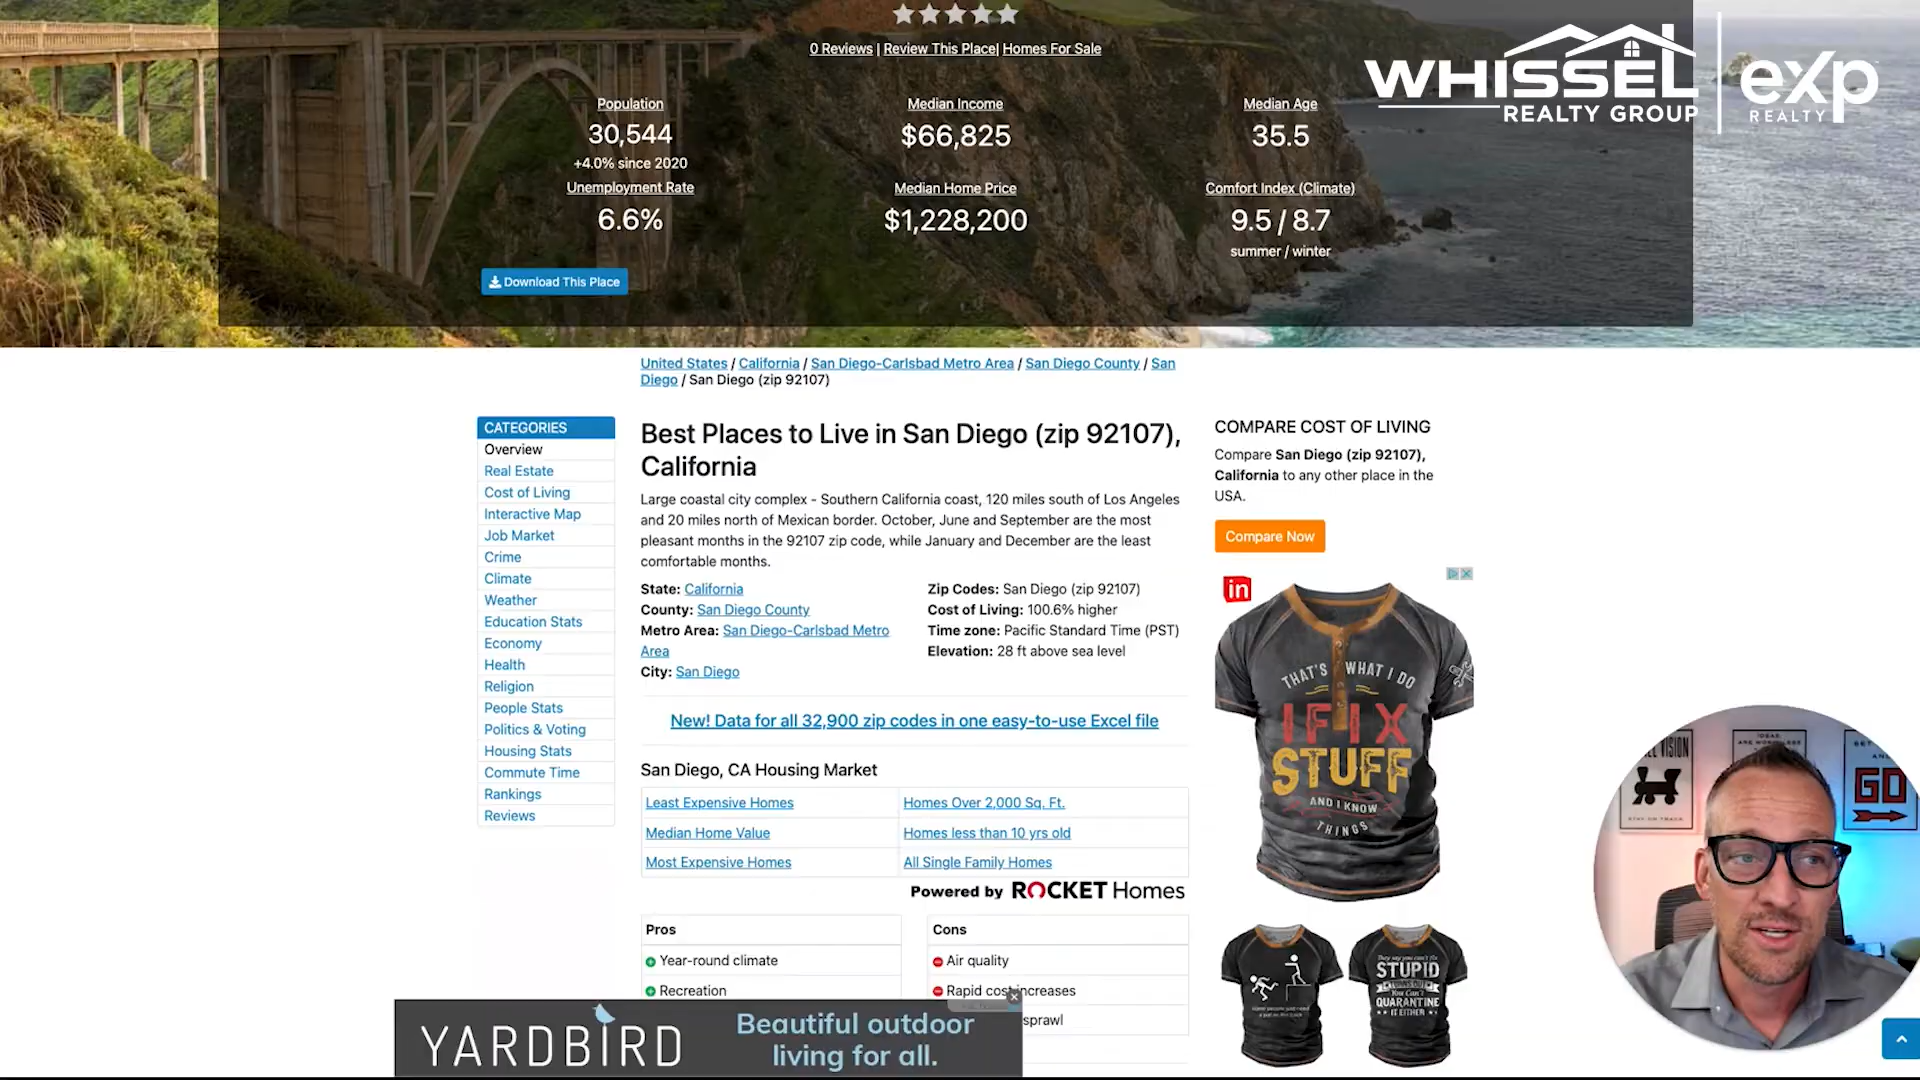 0 Reviews | Review This Place| Homes For Sale
WHISSEL
REALTY GROUP
eXp
REALTY
Population
30,544
+4.0% since 2020
Median Income
$66,825
Median Age
35.5
Unemployment Rate
6.6%
Median Home Price
$1,228,200
Comfort Index (Climate)
9.5 / 8.7
summer / winter
Download This Place
United States / California / San Diego-Carlsbad Metro Area / San Diego County / San
Diego / San Diego (zip 92107)
CATEGORIES
Overview
Real Estate
Cost of Living
Interactive Map
Job Market
Crime
Climate
Weather
Education Stats
Economy
Health
Religion
People Stats
Politics & Voting
Housing Stats
Commute Time
Rankings
Reviews
Best Places to Live in San Diego (zip 92107),
California
Large coastal city complex - Southern California coast, 120 miles south of Los Angeles
and 20 miles north of Mexican border. October, June and September are the most
pleasant months in the 92107 zip code, while January and December are the least
comfortable months.
State: California
County: San Diego County
Metro Area: San Diego-Carlsbad Metro
Area
City: San Diego
Zip Codes: San Diego (zip 92107)
Cost of Living: 100.6% higher
Time zone: Pacific Standard Time (PST)
Elevation: 28 ft above sea level
New! Data for all 32,900 zip codes in one easy-to-use Excel file
San Diego, CA Housing Market
Least Expensive Homes
Homes Over 2,000 Sq. Ft.
Median Home Value
Homes less than 10 yrs old
Most Expensive Homes
All Single Family Homes
Powered by ROCKET Homes
Pros
Year-round climate
Recreation
Cons
Air quality
Rapid cost increases
sprawl
COMPARE COST OF LIVING
Compare San Diego (zip 92107),
California to any other place in the
USA.
Compare Now
in
THAT'S WHAT I DO
I FIX
STUFF
AND I KNOW
THINGS
STUPID
QUARANTINE
IT EITHER
YARDBIRD
Beautiful outdoor
living for all.
VISION
GO